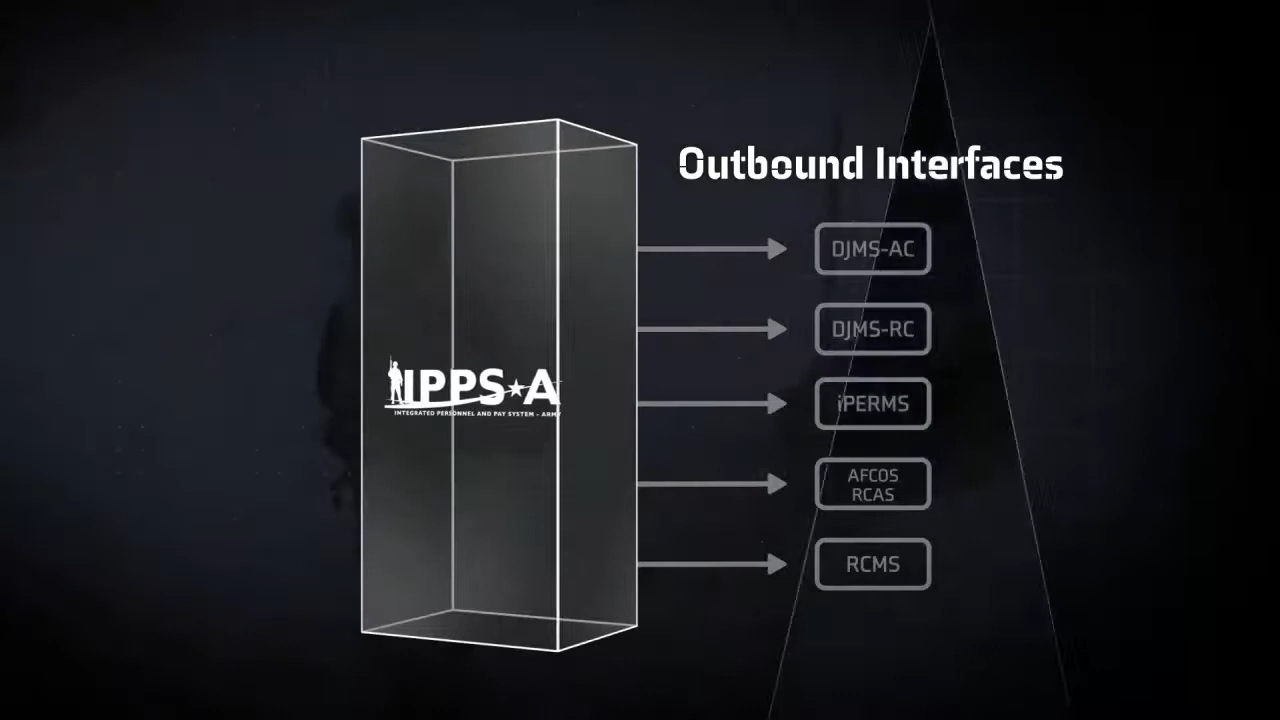 Outbound Interfaces
DJMS-AC
DJMS-RC
iPERMS
AFCOS
RCAS
RCMS
IPPS★A
INTEGRATED PERSONNEL AND PAY SYSTEM - ARMY